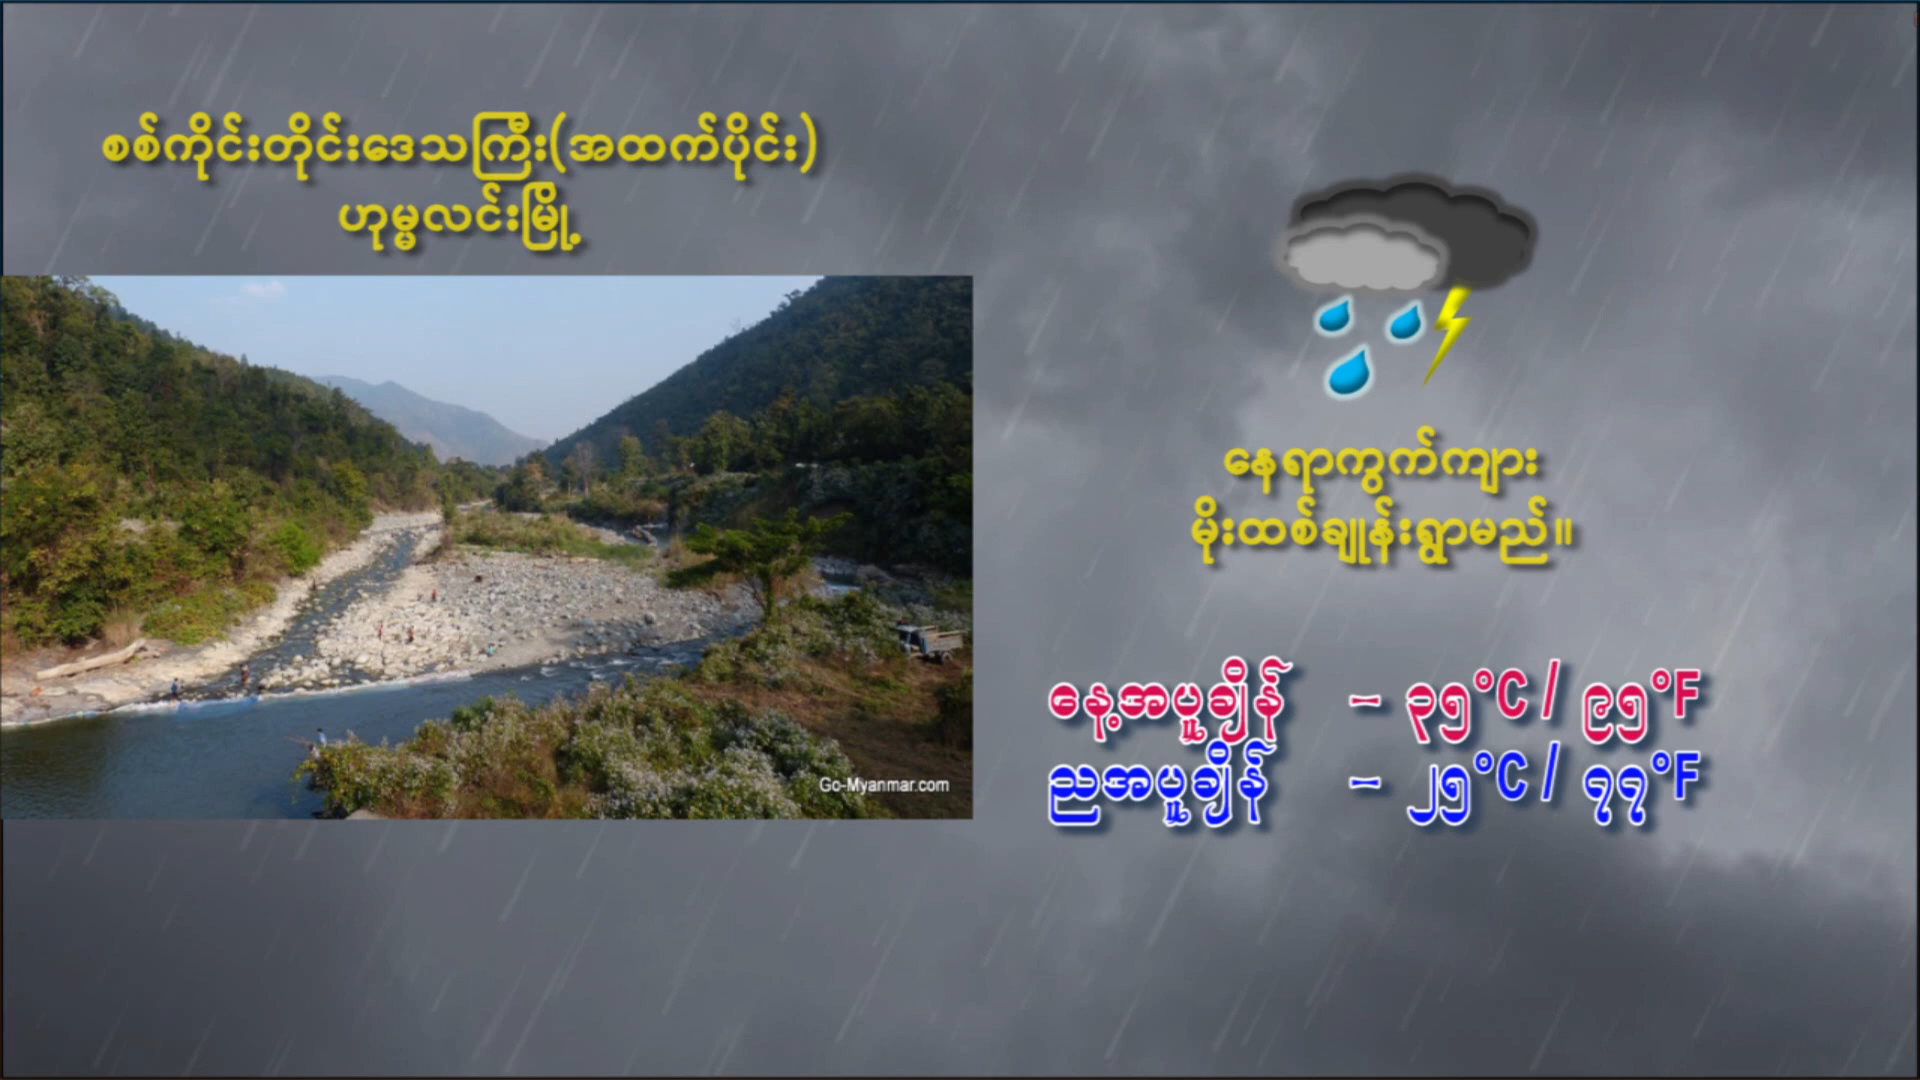 စစ်ကိုင်းတိုင်းဒေသကြီး(အထက်ပိုင်း)
ဟုမ္မလင်းမြို့
နေရာကွက်ကျား
မိုးထစ်ချုန်းရွာမည်။
နေ့အပူချိန် - ၃၅°C / ၉၅°F
ညအပူချိန် - ၂၅°C / ၇၇°F
Go-Myanmar.com